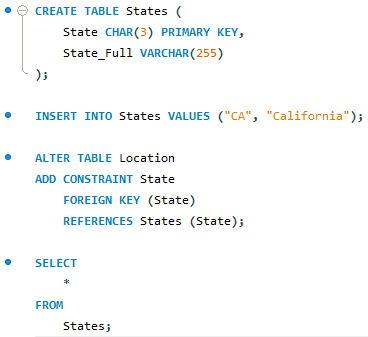 CREATE TABLE States (
State CHAR(3) PRIMARY KEY,
State_Full VARCHAR(255)
);
INSERT INTO States VALUES ("CA", "California");
ALTER TABLE Location
ADD CONSTRAINT State
FOREIGN KEY (State)
REFERENCES States (State);
SELECT
*
FROM
States;